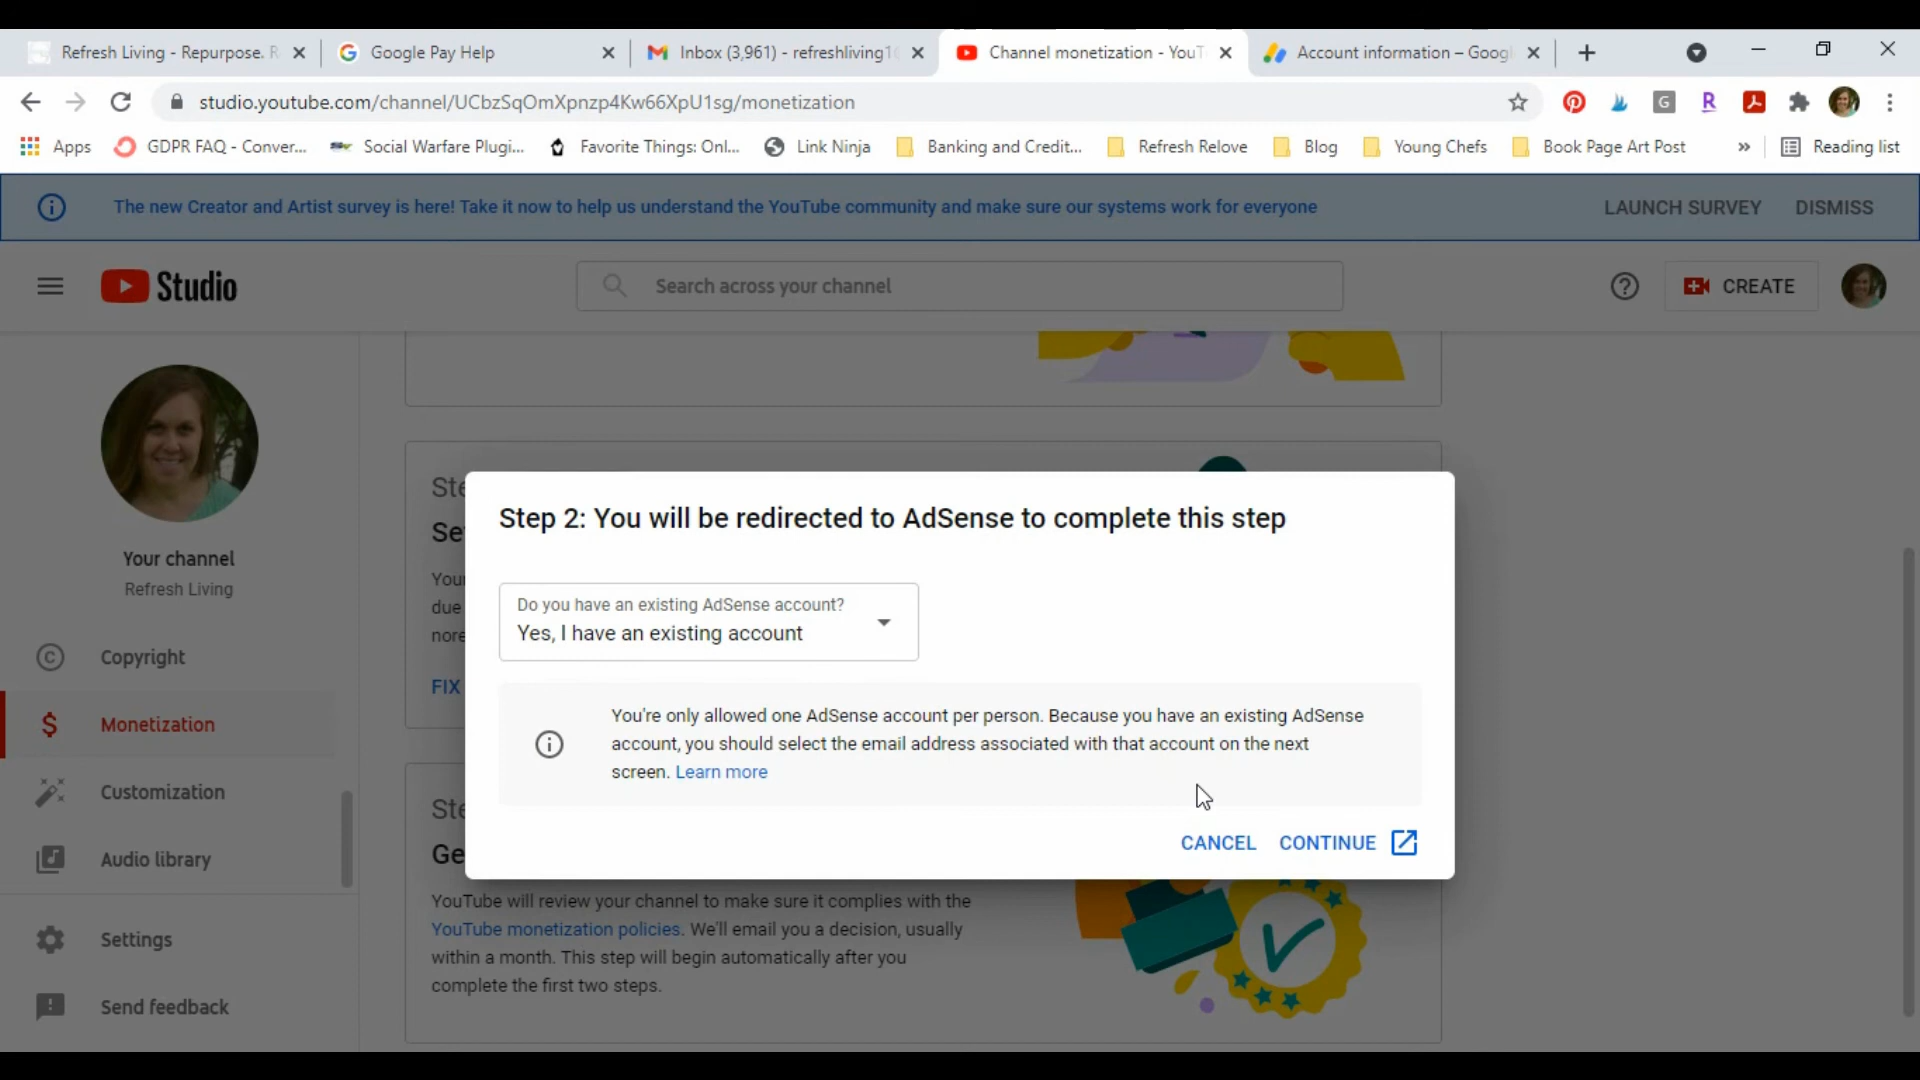 Refresh Living - Repurpose. R
Google Pay Help
Inbox (3,961) - refreshliving1
Channel monetization - YouT
Account information – Googl
studio.youtube.com/channel/UCbzSqOmXpnzp4Kw66XpU1sg/monetization
Apps
GDPR FAQ - Conver...
Social Warfare Plugi...
Favorite Things: Onl...
Link Ninja
Banking and Credit...
Refresh Relove
Blog
Young Chefs
Book Page Art Post
»
Reading list
The new Creator and Artist survey is here! Take it now to help us understand the YouTube community and make sure our systems work for everyone
LAUNCH SURVEY
DISMISS
Studio
Search across your channel
CREATE
Your channel
Refresh Living
Copyright
Monetization
Customization
Audio library
Settings
Send feedback
Ste
Se
You
due
nore
FIX
Step 2: You will be redirected to AdSense to complete this step
Do you have an existing AdSense account?
Yes, I have an existing account
You're only allowed one AdSense account per person. Because you have an existing AdSense
account, you should select the email address associated with that account on the next
screen. Learn more
CANCEL
CONTINUE
Ste
Ge
YouTube will review your channel to make sure it complies with the
YouTube monetization policies. We'll email you a decision, usually
within a month. This step will begin automatically after you
complete the first two steps.